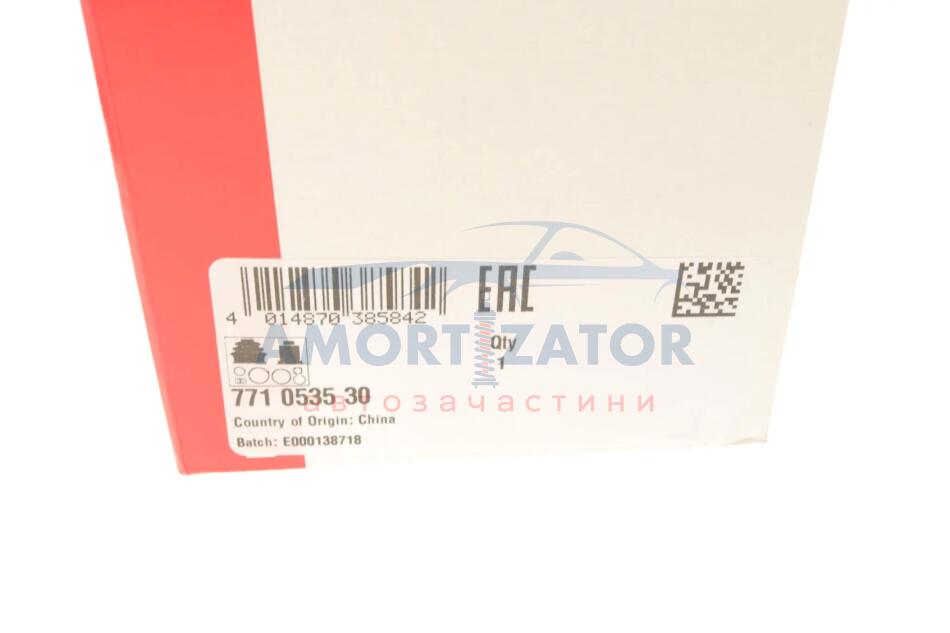 EAC
4 014870 385842
AMORTIZATOR
Qty
1
771 0535 30
автозачастини
Country of Origin: China
Batch: E000138718